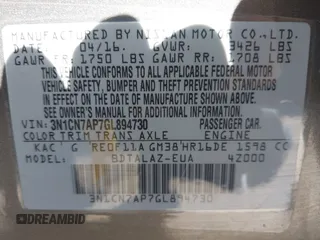 MANUFACTURED BY NISSAN MOTOR CO., LTD.
DATE 04/16 GVWR: 3426 LBS
GAWR FR: 1750 LBS GAWR RR: 1708 LBS
THIS VEHICLE CONFORMS TO ALL APPLICABLE FEDERAL MOTOR
VEHICLE SAFETY, BUMPER, AND THEFT PREVENTION STANDARDS
IN EFFECT ON THE DATE OF MANUFACTURE SHOWN ABOVE.
SEE OWNER'S MANUAL FOR ADDITIONAL INFORMATION.
VIN: 3N1CN7AP7GL894730 PASSENGER CAR.
COLOR TRIM TRANS AXLE ENGINE
KAC G RE0F11A GM38 HR16DE 1598 CC
MODEL BDTALAZ-EUA 4Z000
3N1CN7AP7GL894730
© AUTOBIDMASTER